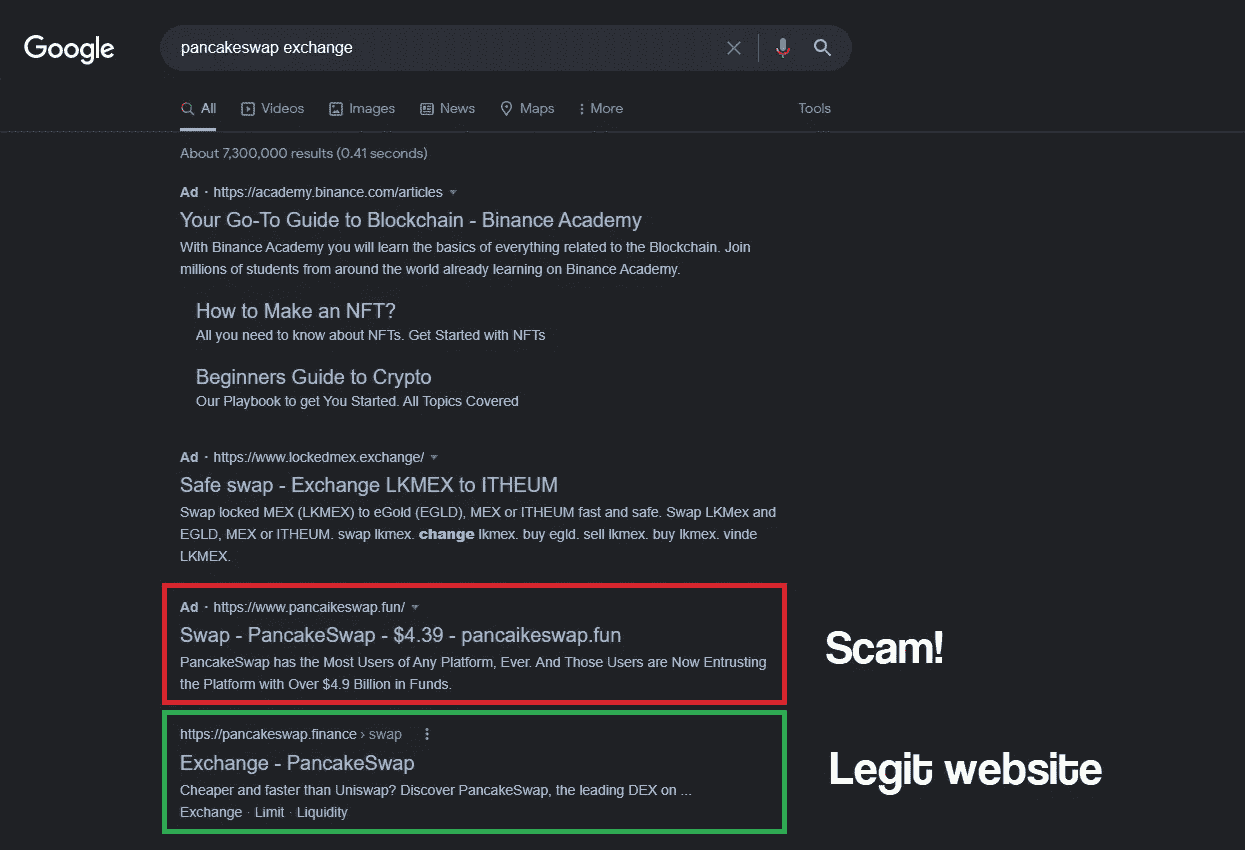 Google
pancakeswap exchange
All Videos Images News Maps More Tools
About 7,300,000 results (0.41 seconds)
Ad · https://academy.binance.com/articles
Your Go-To Guide to Blockchain - Binance Academy
With Binance Academy you will learn the basics of everything related to the Blockchain. Join
millions of students from around the world already learning on Binance Academy.
How to Make an NFT?
All you need to know about NFTs. Get Started with NFTs
Beginners Guide to Crypto
Our Playbook to get You Started. All Topics Covered
Ad · https://www.lockedmex.exchange/
Safe swap - Exchange LKMEX to ITHEUM
Swap locked MEX (LKMEX) to eGold (EGLD), MEX or ITHEUM fast and safe. Swap LKMex and
EGLD, MEX or ITHEUM. swap lkmex. change lkmex. buy egld. sell lkmex. buy lkmex. vinde
LKMEX.
Ad · https://www.pancaikeswap.fun/
Swap - PancakeSwap - $4.39 - pancaikeswap.fun
PancakeSwap has the Most Users of Any Platform, Ever. And Those Users are Now Entrusting
the Platform with Over $4.9 Billion in Funds.
Scam!
https://pancakeswap.finance › swap
Exchange - PancakeSwap
Cheaper and faster than Uniswap? Discover PancakeSwap, the leading DEX on ...
Exchange · Limit · Liquidity
Legit website